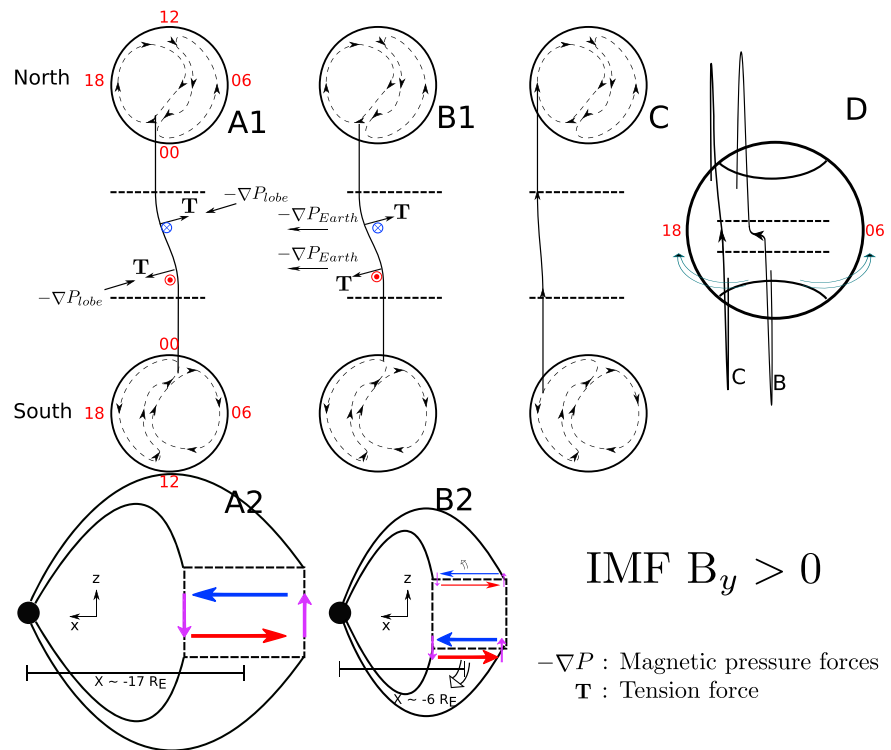 12
North
18
06
A1
B1
C
D
00
T
−∇P_lobe
T
−∇P_lobe
−∇P_Earth
T
−∇P_Earth
T
18
06
C
B
00
South
18
06
12
A2
B2
z
x
X ~ -17 R_E
z
x
X ~ -6 R_E
IMF B_y > 0
−∇P : Magnetic pressure forces
T : Tension force